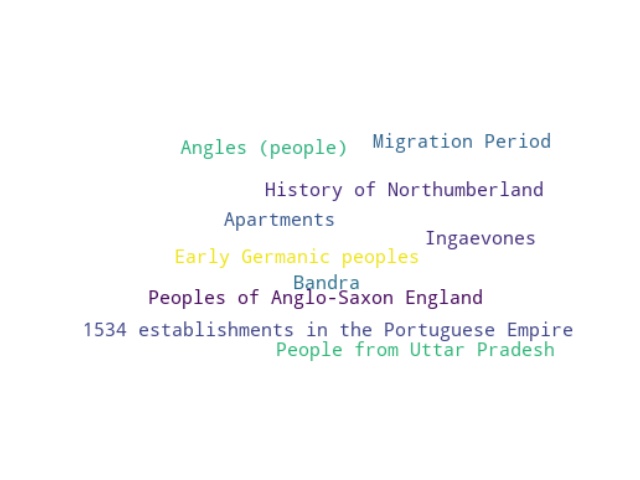 Angles (people)
Migration Period
History of Northumberland
Apartments
Ingaevones
Early Germanic peoples
Bandra
Peoples of Anglo-Saxon England
1534 establishments in the Portuguese Empire
People from Uttar Pradesh